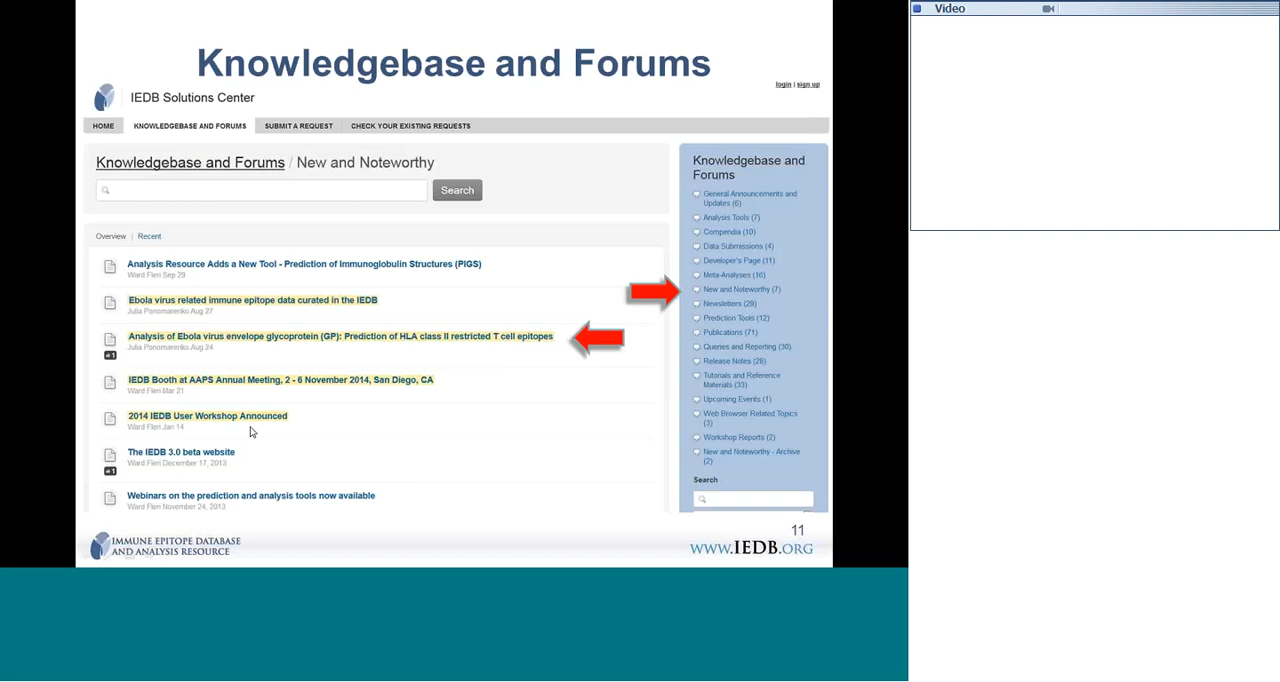 Video
Knowledgebase and Forums
login | sign up
IEDB Solutions Center
HOME KNOWLEDGEBASE AND FORUMS SUBMIT A REQUEST CHECK YOUR EXISTING REQUESTS
Knowledgebase and Forums / New and Noteworthy
Search
Overview | Recent
Analysis Resource Adds a New Tool - Prediction of Immunoglobulin Structures (PIGS)
Ward Fleri Sep 29
Ebola virus related immune epitope data curated in the IEDB
Julia Ponomarenko Aug 27
Analysis of Ebola virus envelope glycoprotein (GP): Prediction of HLA class II restricted T cell epitopes
Julia Ponomarenko Aug 24
1
IEDB Booth at AAPS Annual Meeting, 2 - 6 November 2014, San Diego, CA
Ward Fleri Mar 21
2014 IEDB User Workshop Announced
Ward Fleri Jan 14
The IEDB 3.0 beta website
Ward Fleri December 17, 2013
1
Webinars on the prediction and analysis tools now available
Ward Fleri November 24, 2013
Knowledgebase and
Forums
General Announcements and
Updates (6)
Analysis Tools (7)
Compendia (10)
Data Submissions (4)
Developer's Page (11)
Meta-Analyses (16)
New and Noteworthy (7)
Newsletters (29)
Prediction Tools (12)
Publications (71)
Queries and Reporting (30)
Release Notes (28)
Tutorials and Reference
Materials (33)
Upcoming Events (1)
Web Browser Related Topics
(3)
Workshop Reports (2)
New and Noteworthy - Archive
(2)
Search
11
IMMUNE EPITOPE DATABASE
AND ANALYSIS RESOURCE
WWW.IEDB.ORG